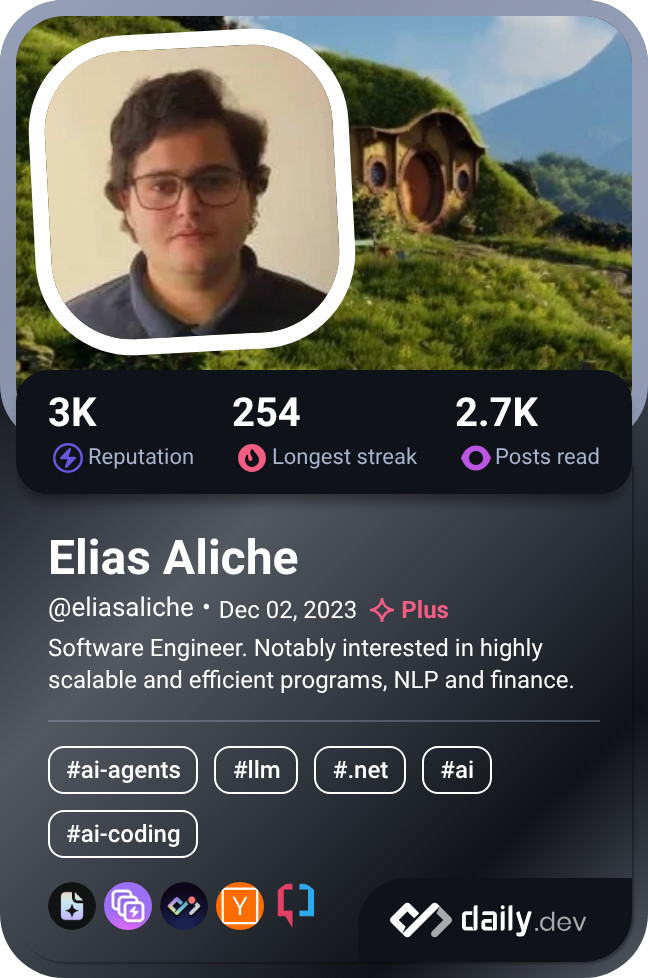 3K 254 2.7K
Reputation Longest streak Posts read
Elias Aliche
@eliasaliche • Dec 02, 2023 Plus
Software Engineer. Notably interested in highly
scalable and efficient programs, NLP and finance.
#ai-agents #llm #.net #ai
#ai-coding
Y
daily.dev